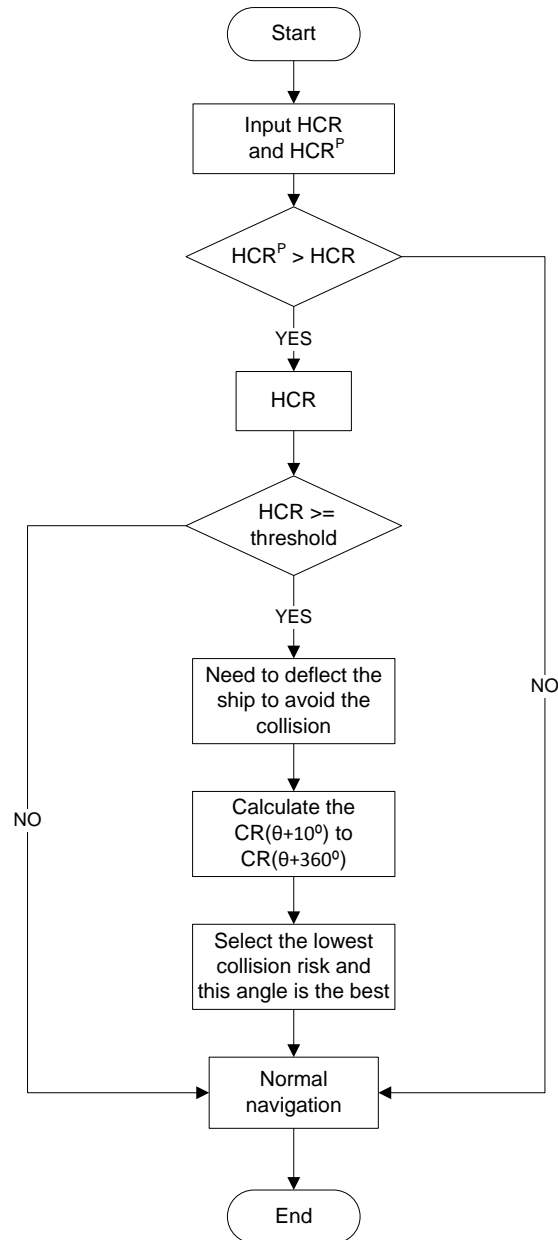 Start
Input HCR
and HCRᴾ
HCRᴾ > HCR
YES
HCR
HCR >=
threshold
YES
Need to deflect the
ship to avoid the
collision
NO
NO
Calculate the
CR(θ+10⁰) to
CR(θ+360⁰)
Select the lowest
collision risk and
this angle is the best
Normal
navigation
End